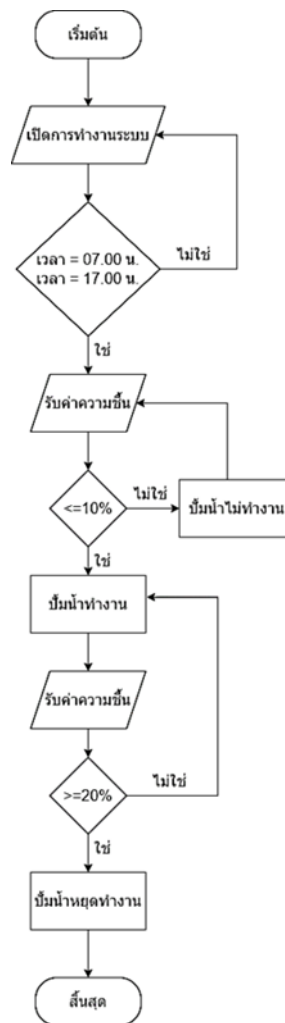 เริ่มต้น
เปิดการทำงานระบบ
เวลา = 07.00 น.
เวลา = 17.00 น.
ไม่ใช่
ใช่
รับค่าความชื้น
<=10%
ไม่ใช่
ปั๊มน้ำไม่ทำงาน
ใช่
ปั๊มน้ำทำงาน
รับค่าความชื้น
>=20%
ไม่ใช่
ใช่
ปั๊มน้ำหยุดทำงาน
สิ้นสุด